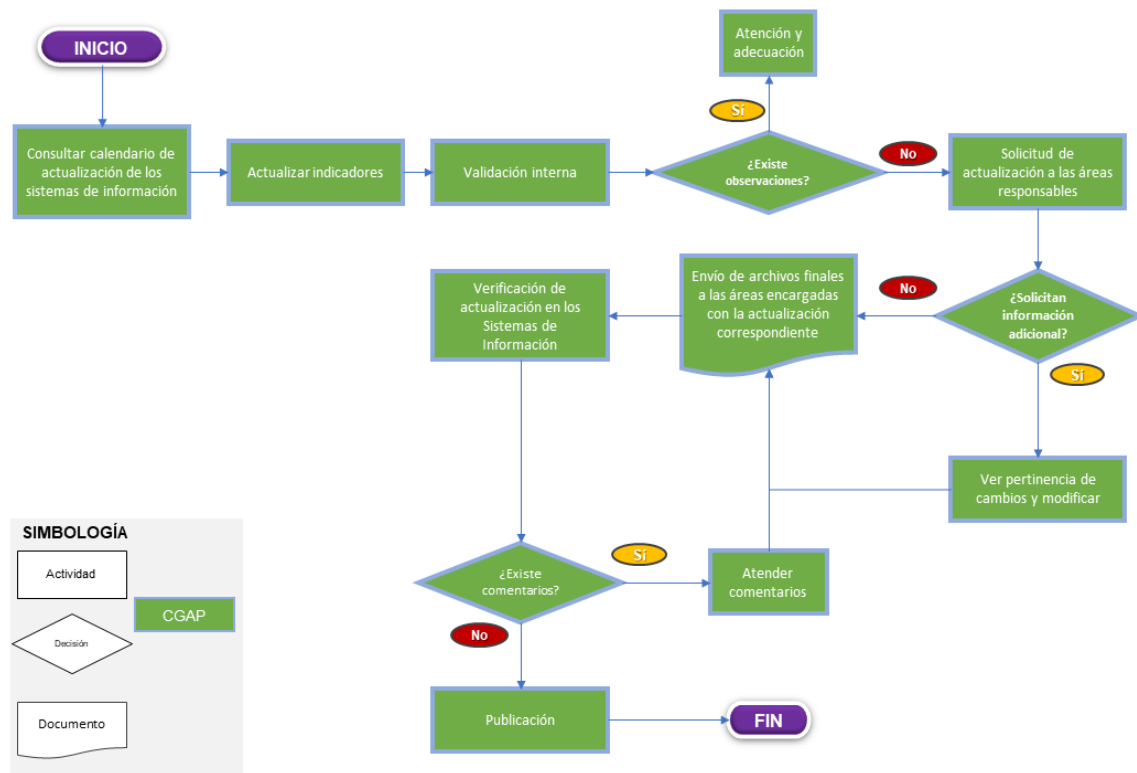 INICIO
Atención y
adecuación
Sí
Consultar calendario de
actualización de los
sistemas de información
Actualizar indicadores
Validación interna
¿Existe
observaciones?
No
Solicitud de
actualización a las áreas
responsables
Verificación de
actualización en los
Sistemas de
Información
Envío de archivos finales
a las áreas encargadas
con la actualización
correspondiente
No
¿Solicitan
información
adicional?
Sí
Ver pertinencia de
cambios y modificar
¿Existe
comentarios?
Sí
Atender
comentarios
No
Publicación
FIN
SIMBOLOGÍA
Actividad
CGAP
Decisión
Documento